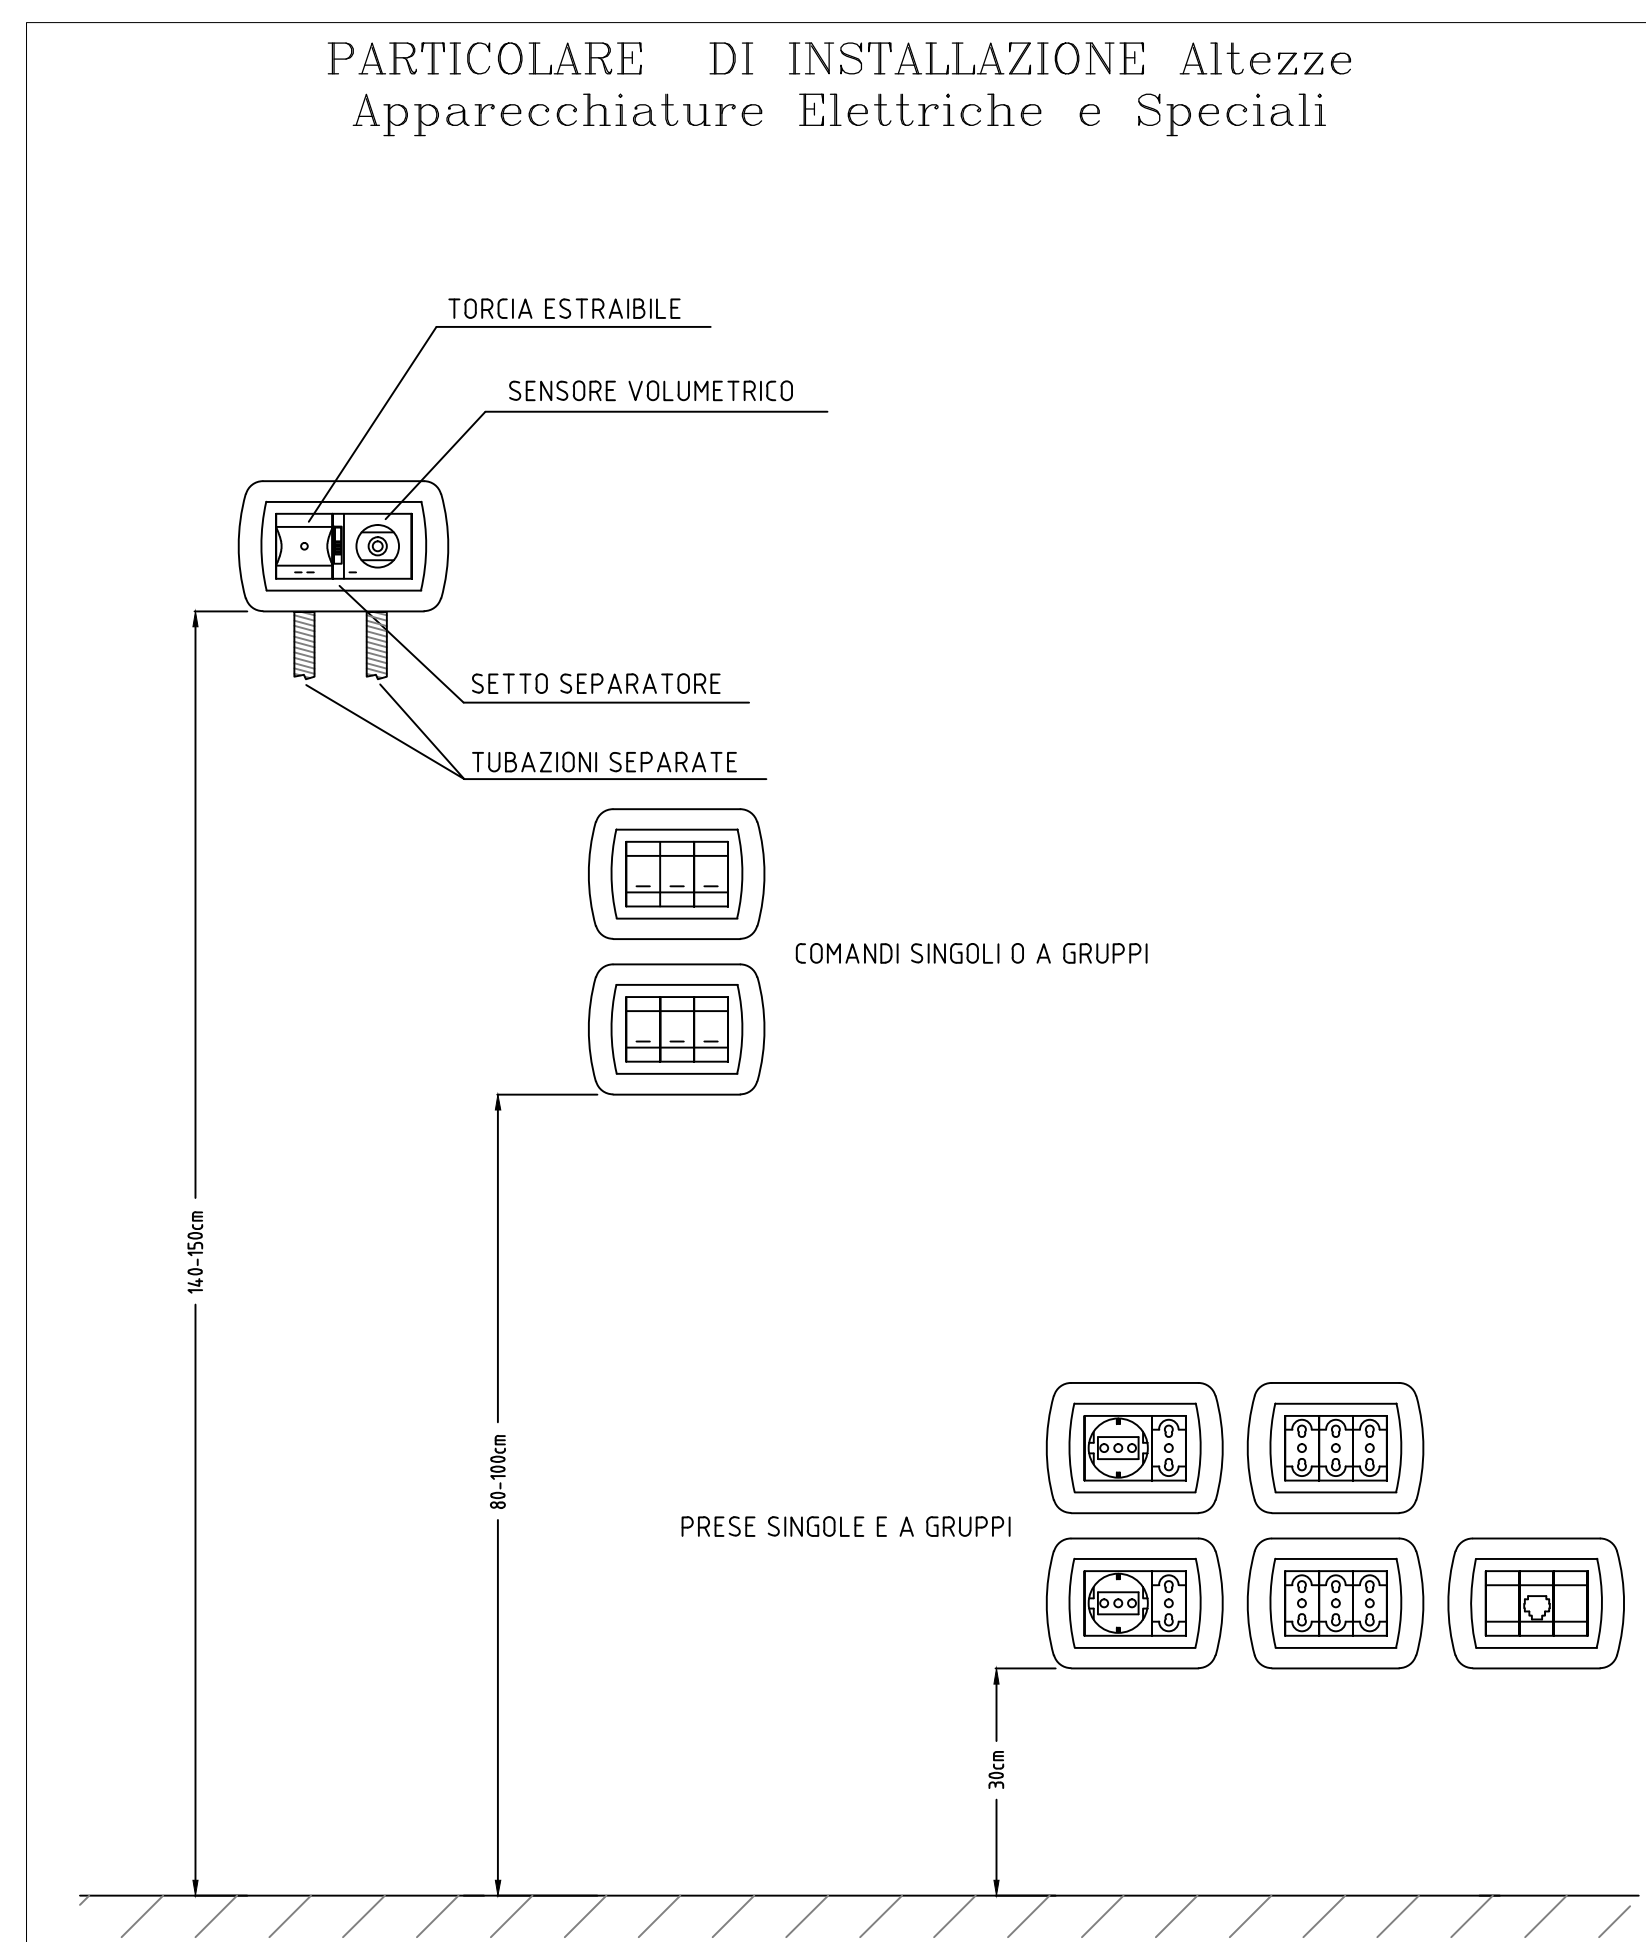 PARTICOLARE DI INSTALLAZIONE Altezze
Apparecchiature Elettriche e Speciali
TORCIA ESTRAIBILE
SENSORE VOLUMETRICO
SETTO SEPARATORE
TUBAZIONI SEPARATE
COMANDI SINGOLI O A GRUPPI
140-150cm
80-100cm
PRESE SINGOLE E A GRUPPI
30cm